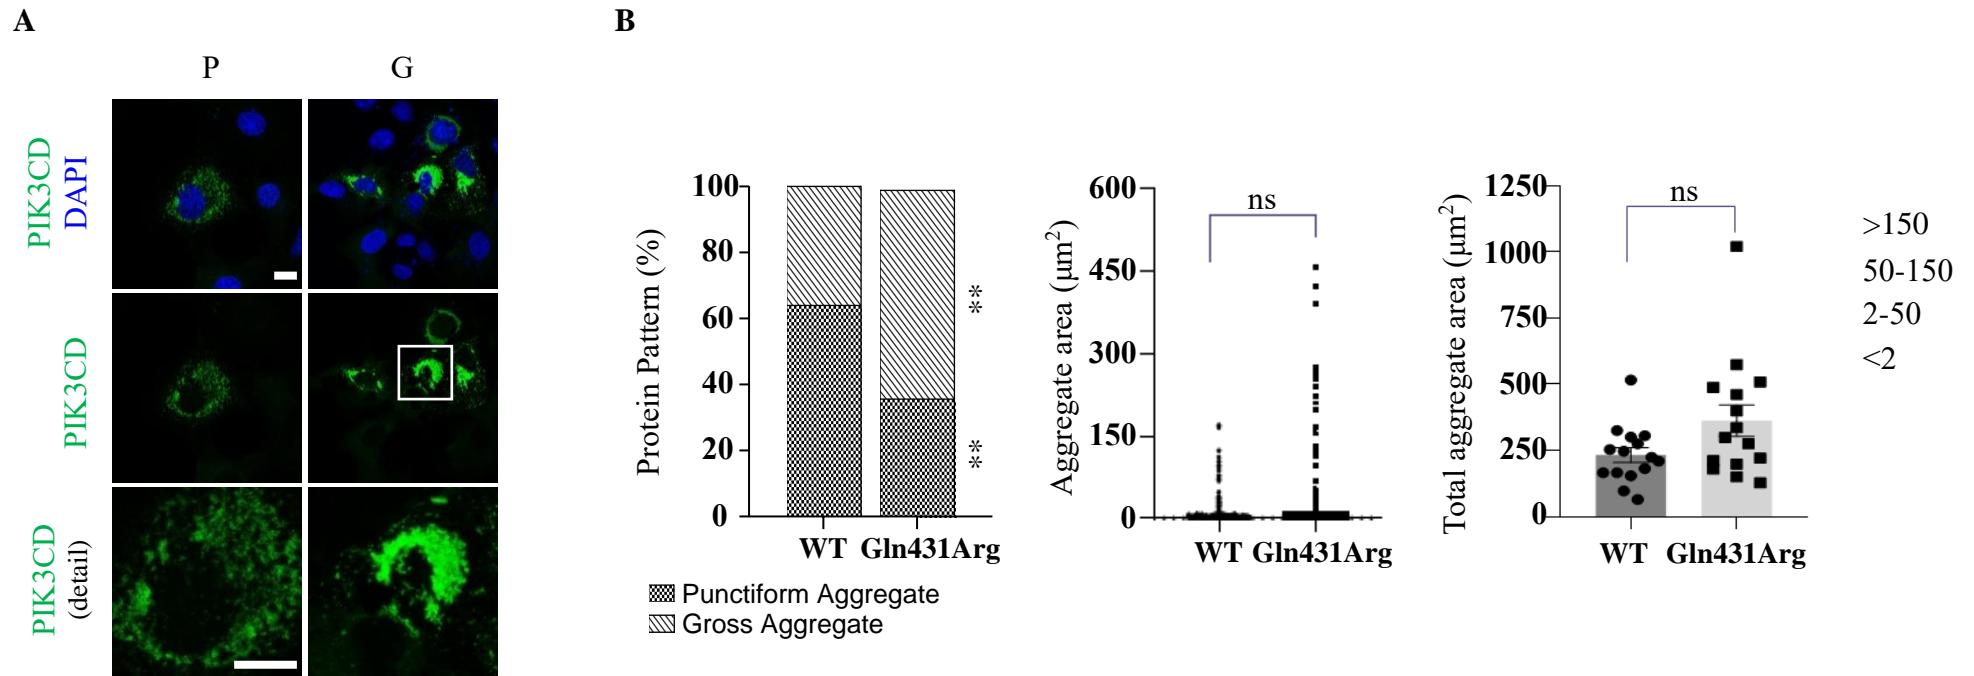 A
B
P
G
PIK3CD
DAPI
PIK3CD
PIK3CD
(detail)
Protein Pattern (%)
100
80
60
40
20
0
**
**
WT
Gln431Arg
Punctiform Aggregate
Gross Aggregate
Aggregate area (μm²)
600
450
300
150
0
ns
WT
Gln431Arg
Total aggregate area (μm²)
1250
1000
750
500
250
0
ns
WT
Gln431Arg
>150
50-150
2-50
<2